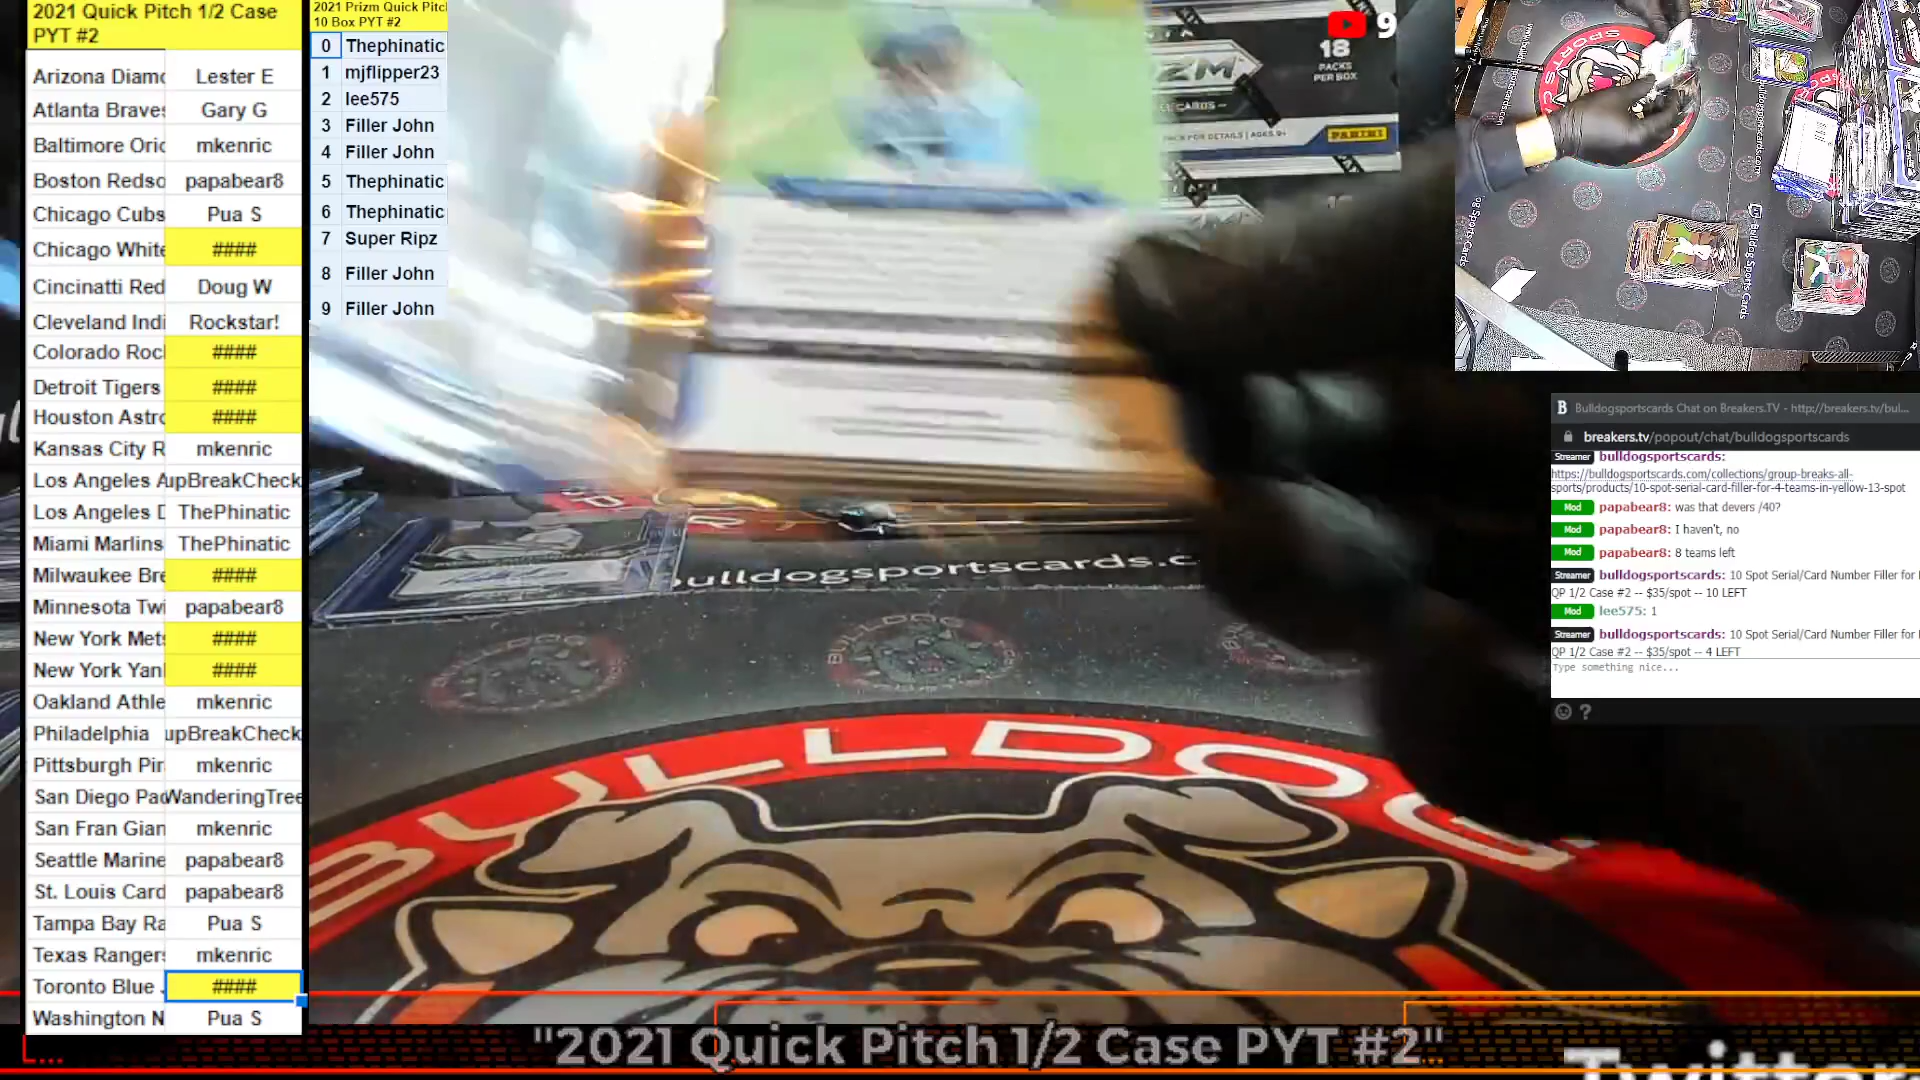 2021 Quick Pitch 1/2 Case
PYT #2
Arizona Diamo Lester E
Atlanta Braves Gary G
Baltimore Orio mkenric
Boston Redso papabear8
Chicago Cubs Pua S
Chicago White ####
Cincinatti Red Doug W
Cleveland Indi Rockstar!
Colorado Roc ####
Detroit Tigers ####
Houston Astro ####
Kansas City R mkenric
Los Angeles A upBreakCheck
Los Angeles D ThePhinatic
Miami Marlins ThePhinatic
Milwaukee Bre ####
Minnesota Twi papabear8
New York Mets ####
New York Yan ####
Oakland Athle mkenric
Philadelphia upBreakCheck
Pittsburgh Pir mkenric
San Diego Pad WanderingTree
San Fran Gian mkenric
Seattle Marine papabear8
St. Louis Card papabear8
Tampa Bay Ra Pua S
Texas Rangers mkenric
Toronto Blue ####
Washington N Pua S
2021 Prizm Quick Pitch
10 Box PYT #2
0 Thephinatic
1 mjflipper23
2 lee575
3 Filler John
4 Filler John
5 Thephinatic
6 Thephinatic
7 Super Ripz
8 Filler John
9 Filler John
9
18
PACKS
PER BOX
PANINI
bulldogsportscards.c
BULLDOG
Bulldogsportscards Chat on Breakers.TV - http://breakers.tv/bul...
breakers.tv/popout/chat/bulldogsportscards
Streamer bulldogsportscards:
https://bulldogsportscards.com/collections/group-breaks-all-
sports/products/10-spot-serial-card-filler-for-4-teams-in-yellow-13-spot
Mod papabear8: was that devers /40?
Mod papabear8: I haven't, no
Mod papabear8: 8 teams left
Streamer bulldogsportscards: 10 Spot Serial/Card Number Filler for
QP 1/2 Case #2 -- $35/spot -- 10 LEFT
Mod lee575: 1
Streamer bulldogsportscards: 10 Spot Serial/Card Number Filler for
QP 1/2 Case #2 -- $35/spot -- 4 LEFT
Type something nice...
"2021 Quick Pitch 1/2 Case PYT #2"